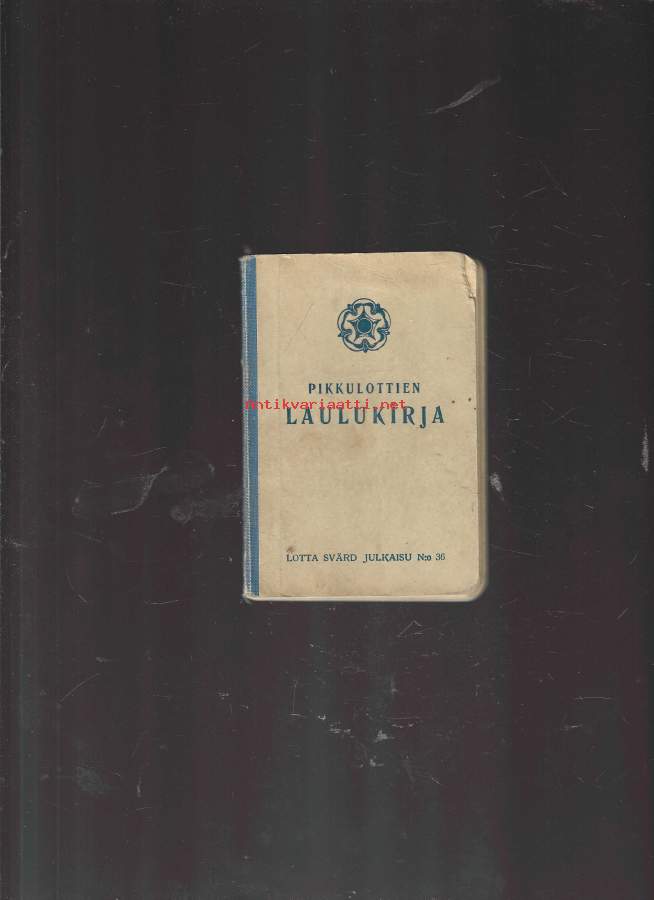 PIKKULOTTIEN
Antikvariaatti.net
LAULUKIRJA
LOTTA SVÄRD JULKAISU N:o 36